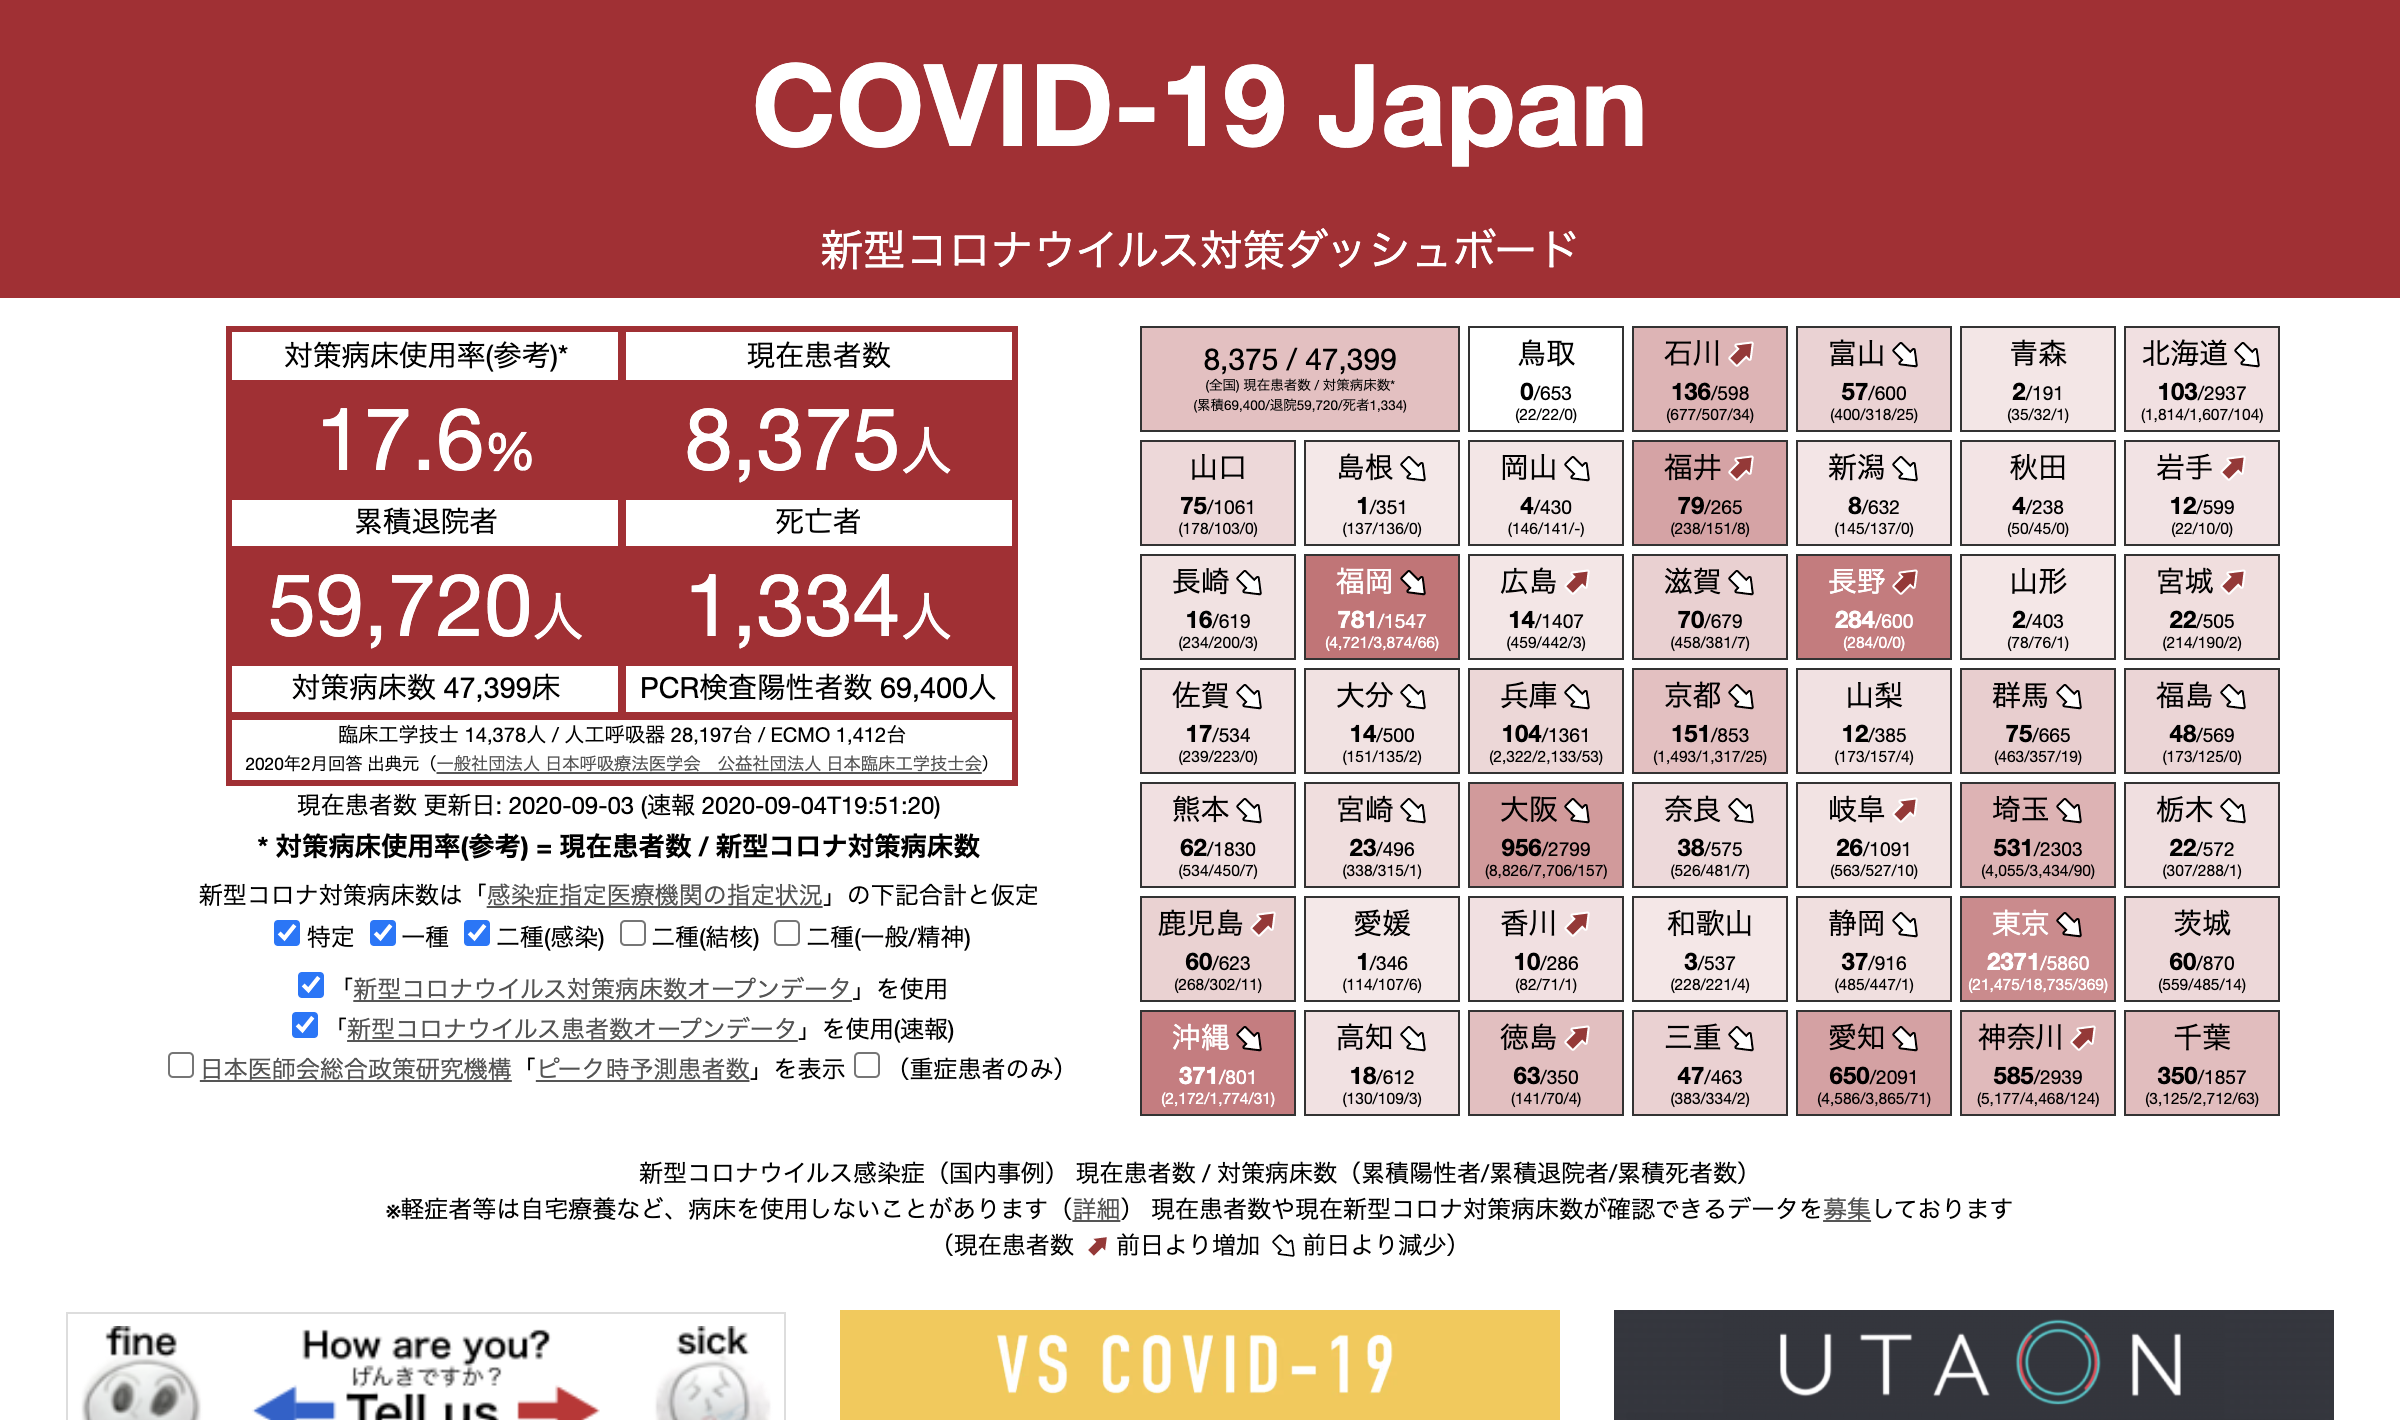 COVID-19 Japan
新型コロナウイルス対策ダッシュボード
対策病床使用率(参考)* 現在患者数
17.6% 8,375人
累積退院者 死亡者
59,720人 1,334人
対策病床数 47,399床 PCR検査陽性者数 69,400人
臨床工学技士 14,378人 / 人工呼吸器 28,197台 / ECMO 1,412台
2020年2月回答 出典元（一般社団法人 日本呼吸療法医学会　公益社団法人 日本臨床工学技士会）
現在患者数 更新日: 2020-09-03 (速報 2020-09-04T19:51:20)
* 対策病床使用率(参考) = 現在患者数 / 新型コロナ対策病床数
新型コロナ対策病床数は「感染症指定医療機関の指定状況」の下記合計と仮定
特定 一種 二種(感染) 二種(結核) 二種(一般/精神)
「新型コロナウイルス対策病床数オープンデータ」を使用
「新型コロナウイルス患者数オープンデータ」を使用(速報)
日本医師会総合政策研究機構「ピーク時予測患者数」を表示 （重症患者のみ）
8,375 / 47,399
(全国) 現在患者数 / 対策病床数*
(累積69,400/退院59,720/死者1,334)
鳥取 石川 富山 青森 北海道
0/653 136/598 57/600 2/191 103/2937
(22/22/0) (677/507/34) (400/318/25) (35/32/1) (1,814/1,607/104)
山口 島根 岡山 福井 新潟 秋田 岩手
75/1061 1/351 4/430 79/265 8/632 4/238 12/599
(178/103/0) (137/136/0) (146/141/-) (238/151/8) (145/137/0) (50/45/0) (22/10/0)
長崎 福岡 広島 滋賀 長野 山形 宮城
16/619 781/1547 14/1407 70/679 284/600 2/403 22/505
(234/200/3) (4,721/3,874/66) (459/442/3) (458/381/7) (284/0/0) (78/76/1) (214/190/2)
佐賀 大分 兵庫 京都 山梨 群馬 福島
17/534 14/500 104/1361 151/853 12/385 75/665 48/569
(239/223/0) (151/135/2) (2,322/2,133/53) (1,493/1,317/25) (173/157/4) (463/357/19) (173/125/0)
熊本 宮崎 大阪 奈良 岐阜 埼玉 栃木
62/1830 23/496 956/2799 38/575 26/1091 531/2303 22/572
(534/450/7) (338/315/1) (8,826/7,706/157) (526/481/7) (563/527/10) (4,055/3,434/90) (307/288/1)
鹿児島 愛媛 香川 和歌山 静岡 東京 茨城
60/623 1/346 10/286 3/537 37/916 2371/5860 60/870
(268/302/11) (114/107/6) (82/71/1) (228/221/4) (485/447/1) (21,475/18,735/369) (559/485/14)
沖縄 高知 徳島 三重 愛知 神奈川 千葉
371/801 18/612 63/350 47/463 650/2091 585/2939 350/1857
(2,172/1,774/31) (130/109/3) (141/70/4) (383/334/2) (4,586/3,865/71) (5,177/4,468/124) (3,125/2,712/63)
新型コロナウイルス感染症（国内事例） 現在患者数 / 対策病床数（累積陽性者/累積退院者/累積死者数）
※軽症者等は自宅療養など、病床を使用しないことがあります（詳細） 現在患者数や現在新型コロナ対策病床数が確認できるデータを募集しております
（現在患者数 前日より増加 前日より減少）
fine How are you? sick
げんきですか？
Tell us
VS COVID-19
UTAON